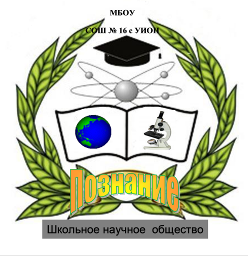 МБОУ
СОШ № 16 с УИОП
Познание
Школьное научное общество